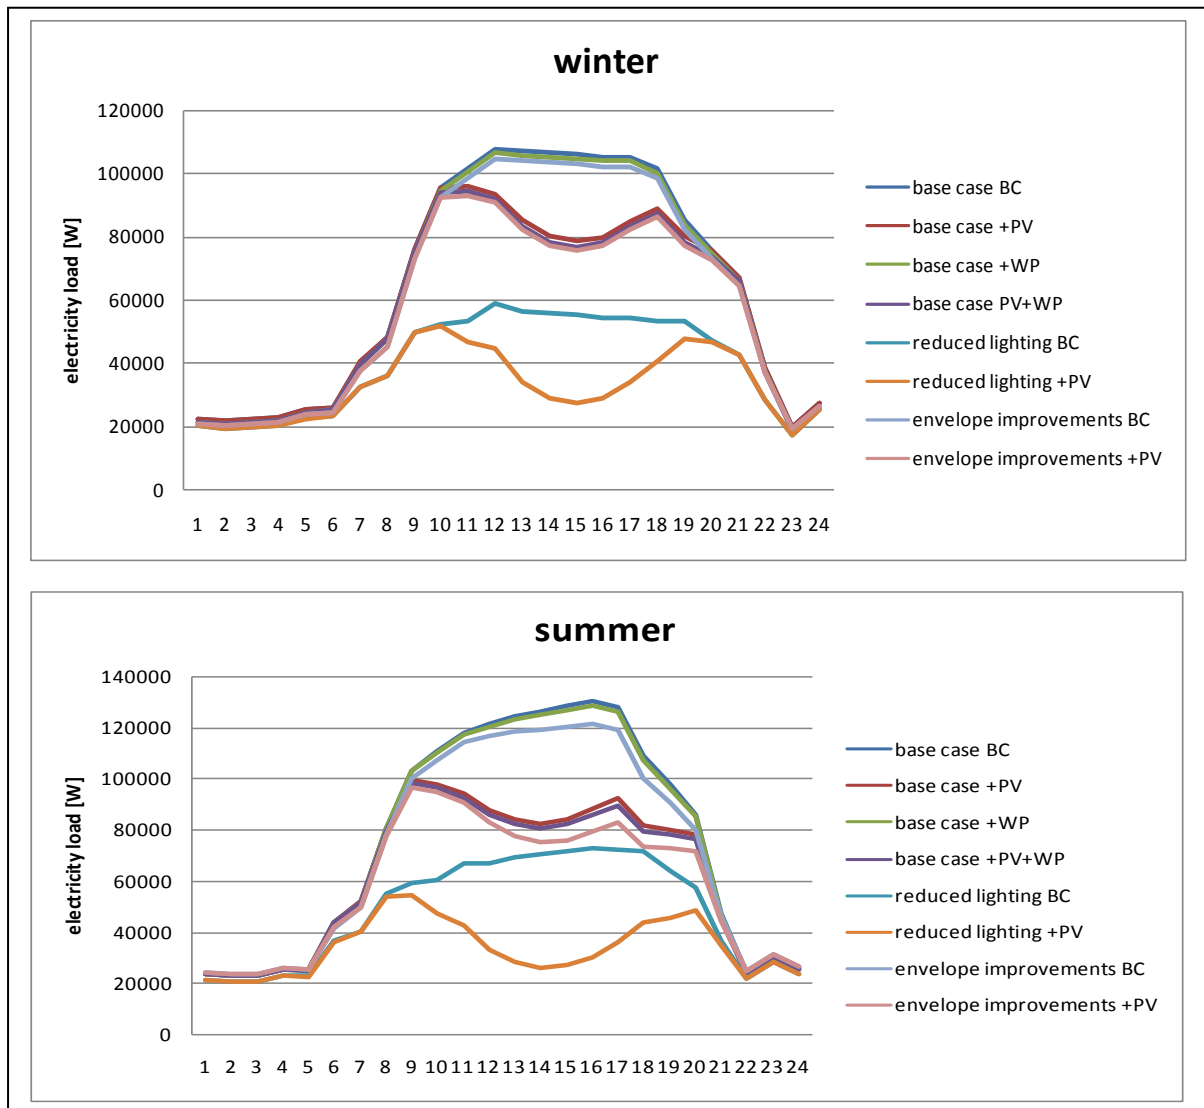 winter
120000
100000
80000
60000
40000
20000
0
electricity load [W]
1 2 3 4 5 6 7 8 9 10 11 12 13 14 15 16 17 18 19 20 21 22 23 24
base case BC
base case +PV
base case +WP
base case PV+WP
reduced lighting BC
reduced lighting +PV
envelope improvements BC
envelope improvements +PV
summer
140000
120000
100000
80000
60000
40000
20000
0
electricity load [W]
1 2 3 4 5 6 7 8 9 10 11 12 13 14 15 16 17 18 19 20 21 22 23 24
base case BC
base case +PV
base case +WP
base case +PV+WP
reduced lighting BC
reduced lighting +PV
envelope improvements BC
envelope improvements +PV